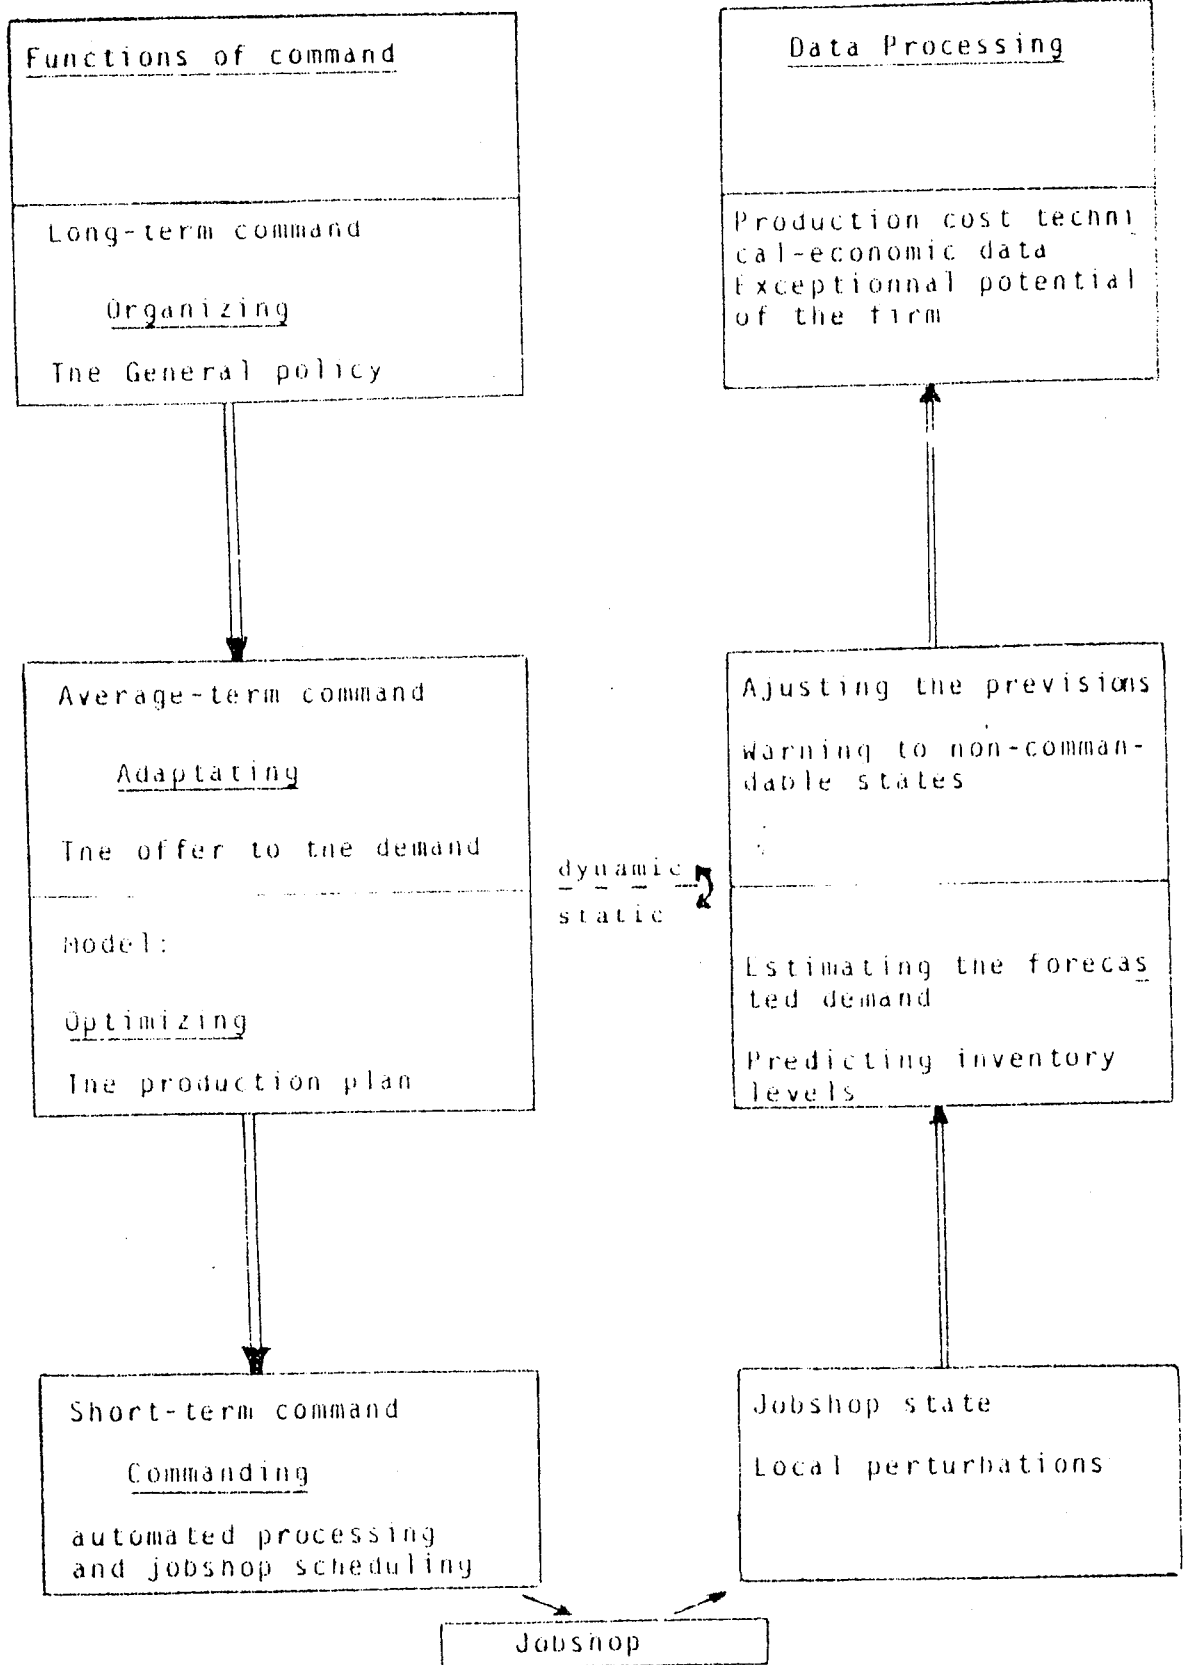 Functions of command
Long-term command
Organizing
The General policy
Average-term command
Adaptating
The offer to the demand
Model:
Optimizing
The production plan
Short-term command
Commanding
automated processing
and jobshop scheduling
dynamic
static
Data Processing
Production cost techni
cal-economic data
Exceptionnal potential
of the firm
Ajusting the previsions
Warning to non-comman-
dable states
Estimating the forecas
ted demand
Predicting inventory
levels
Jobshop state
Local perturbations
Jobshop